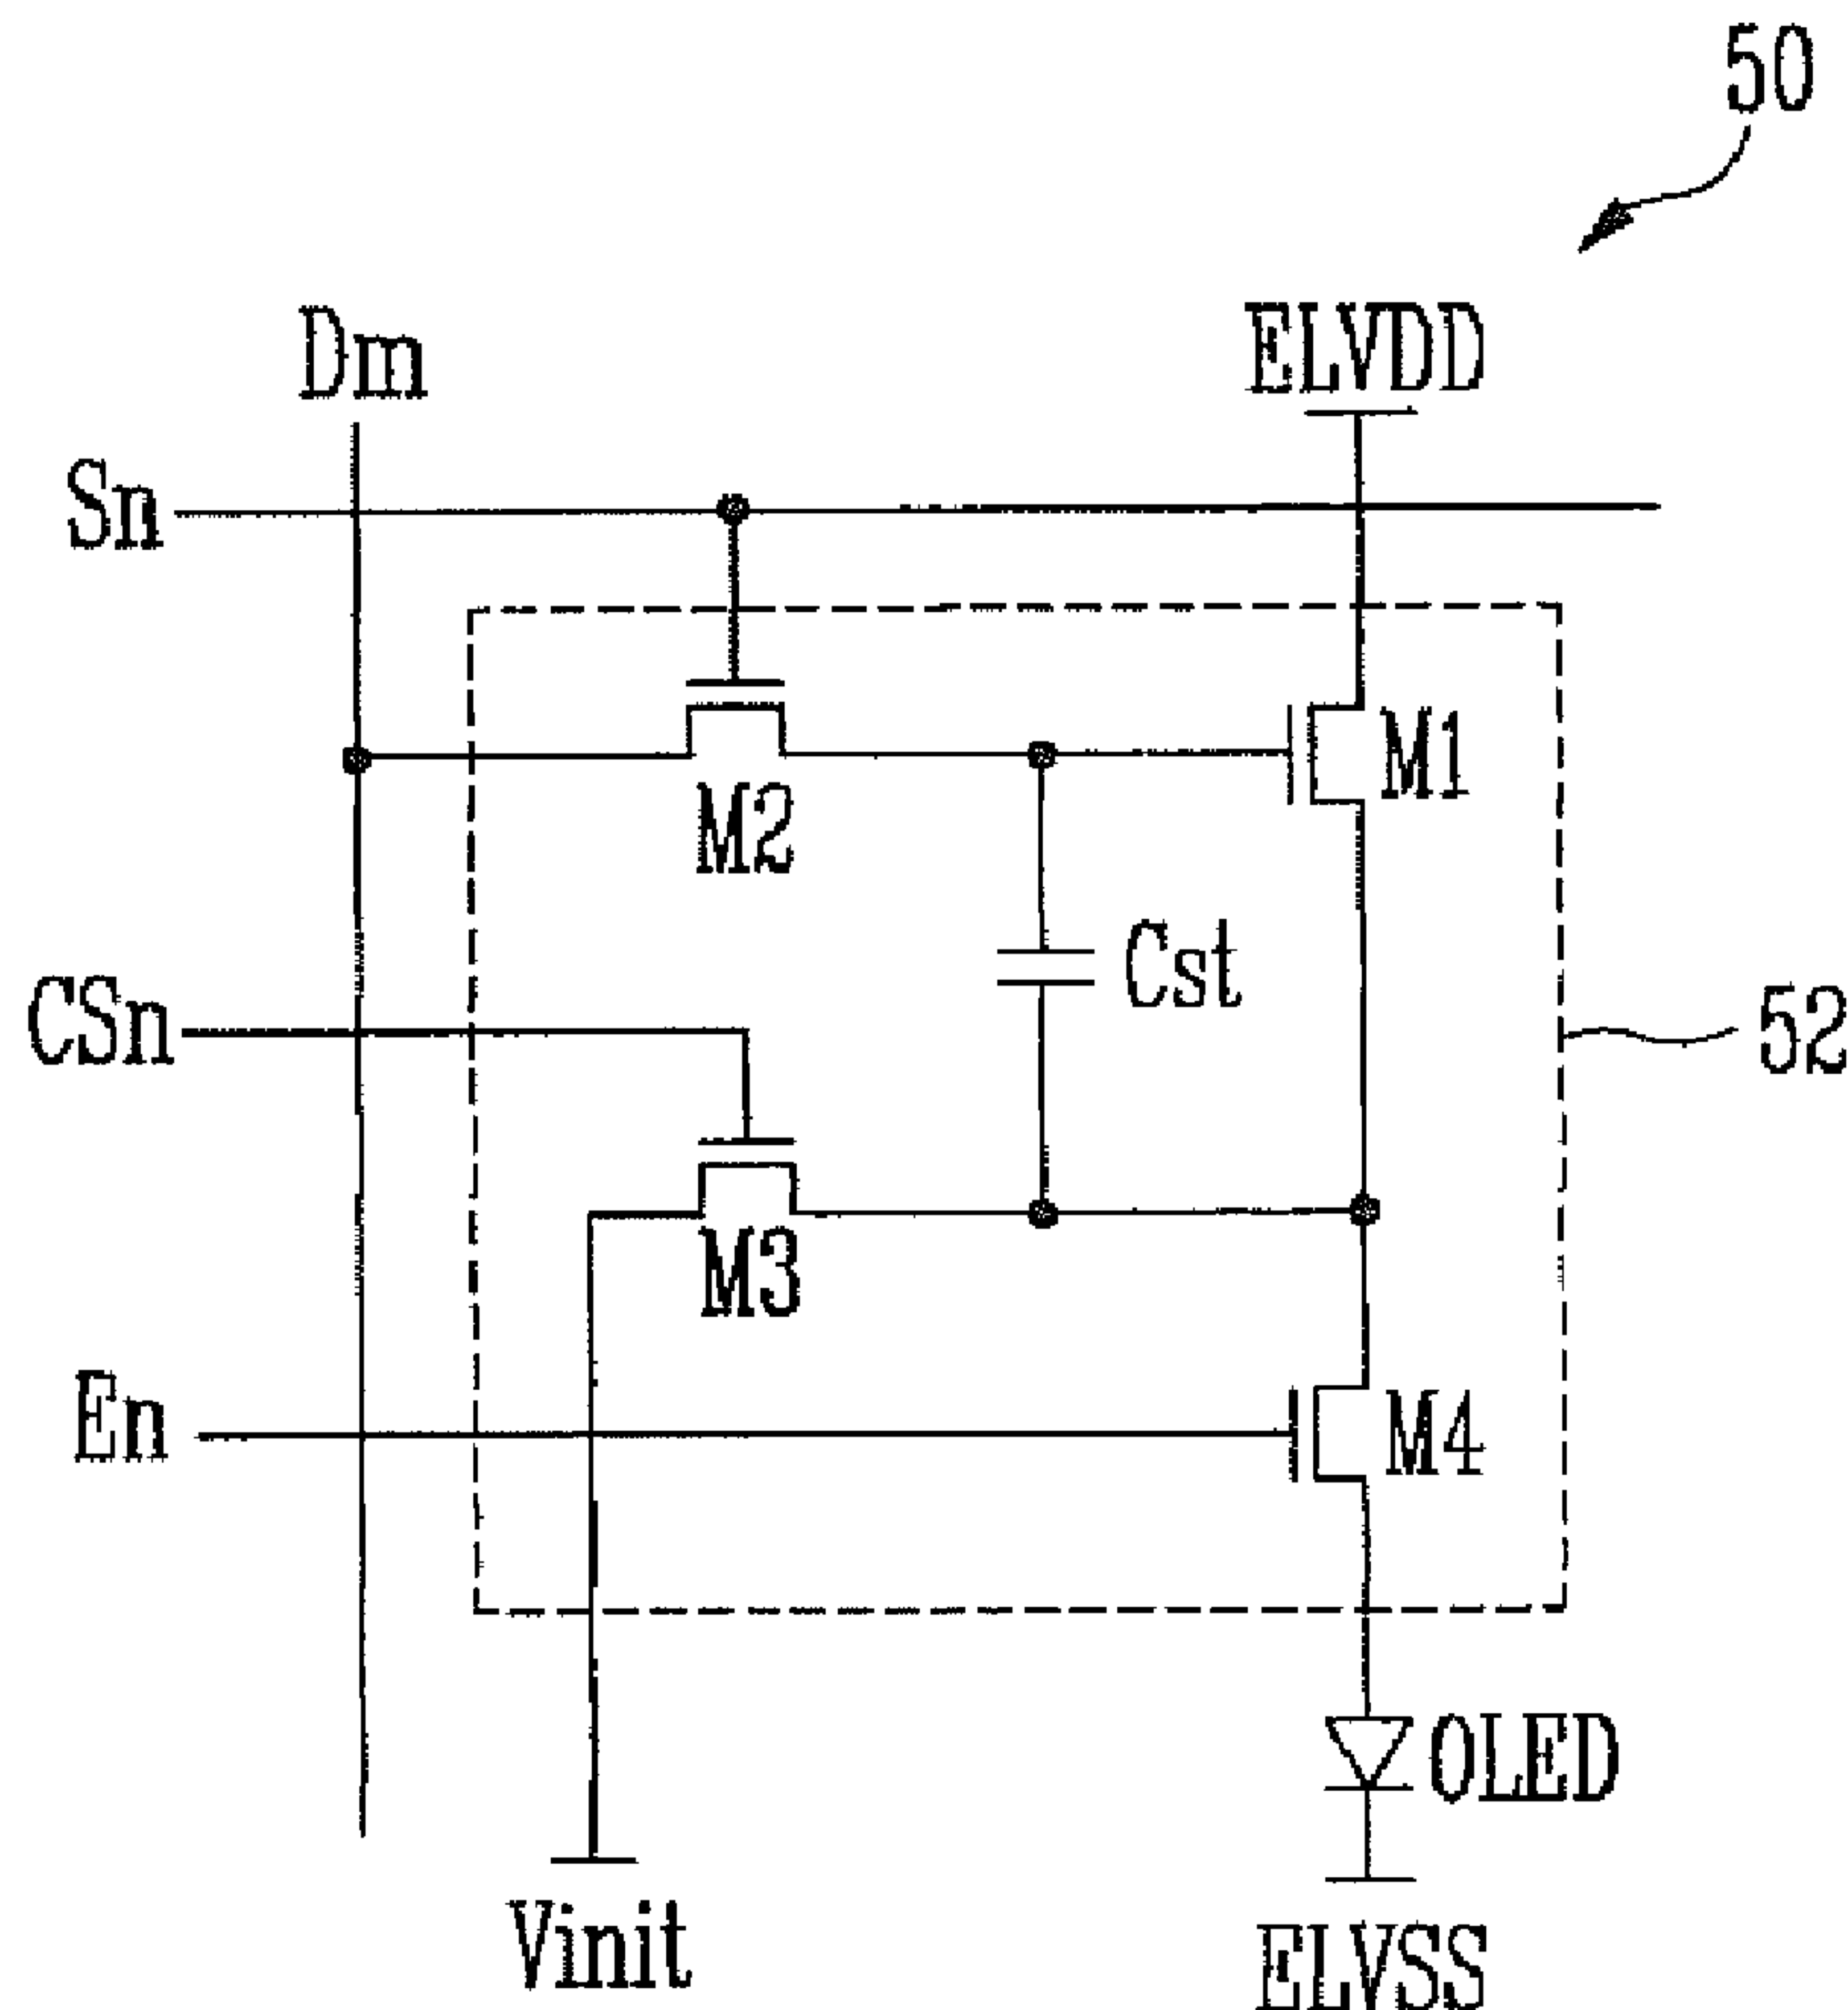 50
Dm
ELVDD
Sn
M1
M2
Cst
CSn
52
M3
En
M4
OLED
Vinit
ELVSS